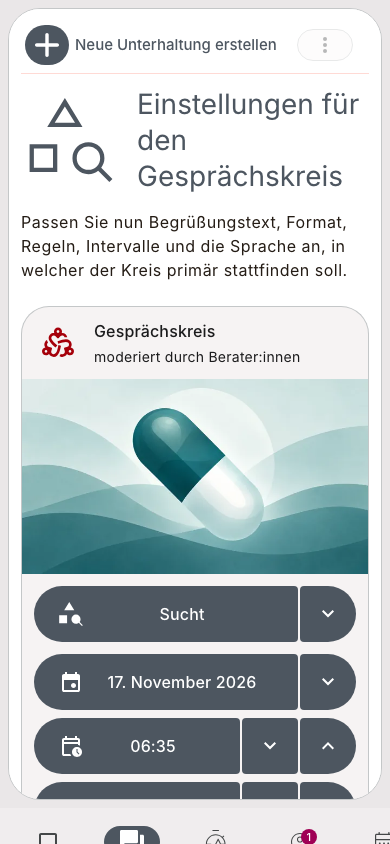 Neue Unterhaltung erstellen
Einstellungen für
den
Gesprächskreis
Passen Sie nun Begrüßungstext, Format,
Regeln, Intervalle und die Sprache an, in
welcher der Kreis primär stattfinden soll.
Gesprächskreis
moderiert durch Berater:innen
Sucht
17. November 2026
06:35
1